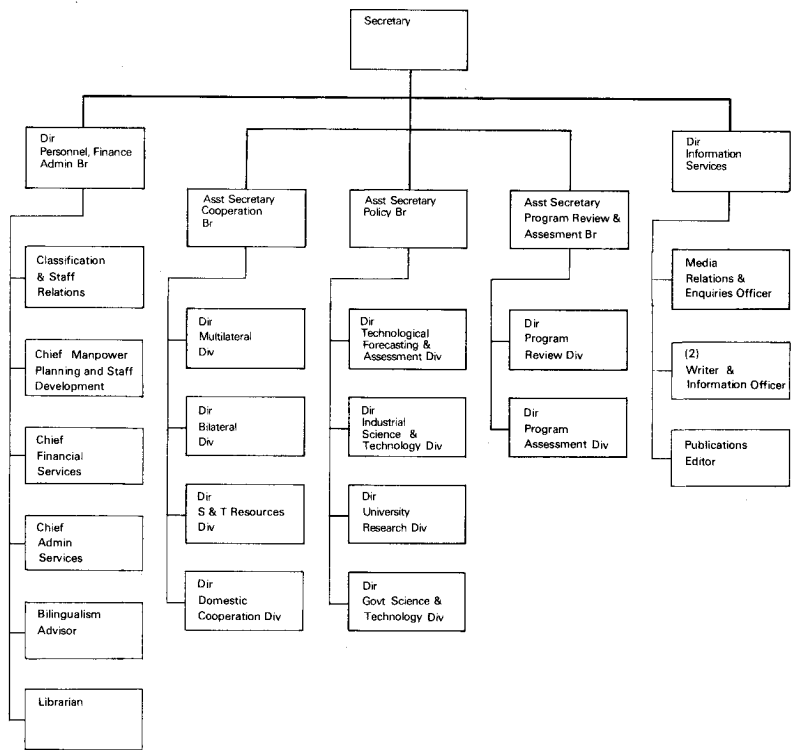 Secretary
Dir
Personnel, Finance
Admin Br
Dir
Information
Services
Asst Secretary
Cooperation
Br
Asst Secretary
Policy Br
Asst Secretary
Program Review &
Assesment Br
Classification
& Staff
Relations
Chief Manpower
Planning and Staff
Development
Chief
Financial
Services
Chief
Admin
Services
Bilingualism
Advisor
Librarian
Dir
Multilateral
Div
Dir
Bilateral
Div
Dir
S & T Resources
Div
Dir
Domestic
Cooperation Div
Dir
Technological
Forecasting &
Assessment Div
Dir
Industrial
Science &
Technology Div
Dir
University
Research Div
Dir
Govt Science &
Technology Div
Dir
Program
Review Div
Dir
Program
Assessment Div
Media
Relations &
Enquiries Officer
(2)
Writer &
Information Officer
Publications
Editor